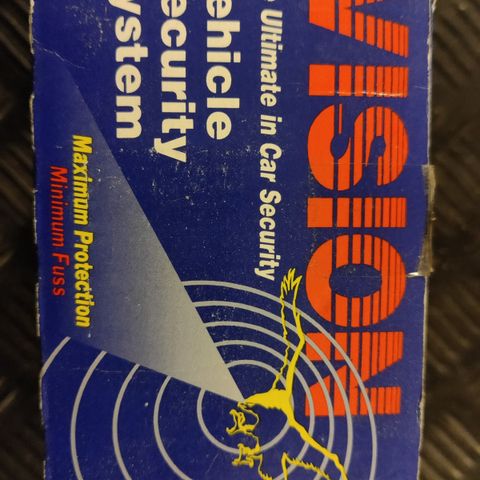 VISION
e Ultimate in Car Security
ehicle
ecurity
ystem
Maximum Protection
Minimum Fuss